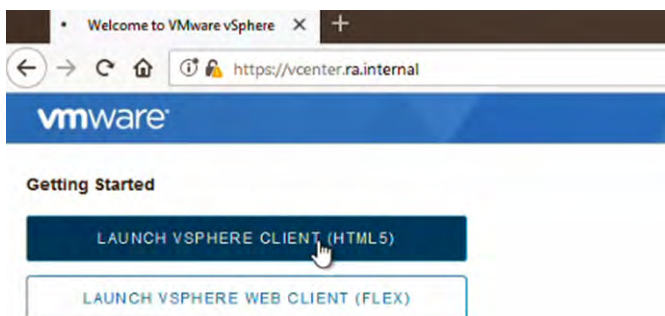 Welcome to VMware vSphere
https://vcenter.ra.internal
vmware
Getting Started
LAUNCH VSPHERE CLIENT (HTML5)
LAUNCH VSPHERE WEB CLIENT (FLEX)